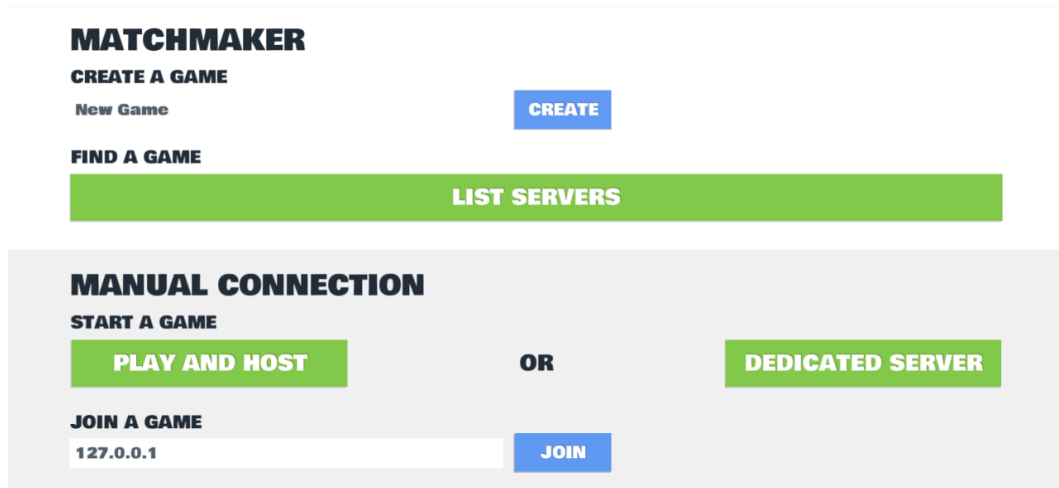 MATCHMAKER
CREATE A GAME
New Game
CREATE
FIND A GAME
LIST SERVERS
MANUAL CONNECTION
START A GAME
PLAY AND HOST
OR
DEDICATED SERVER
JOIN A GAME
127.0.0.1
JOIN